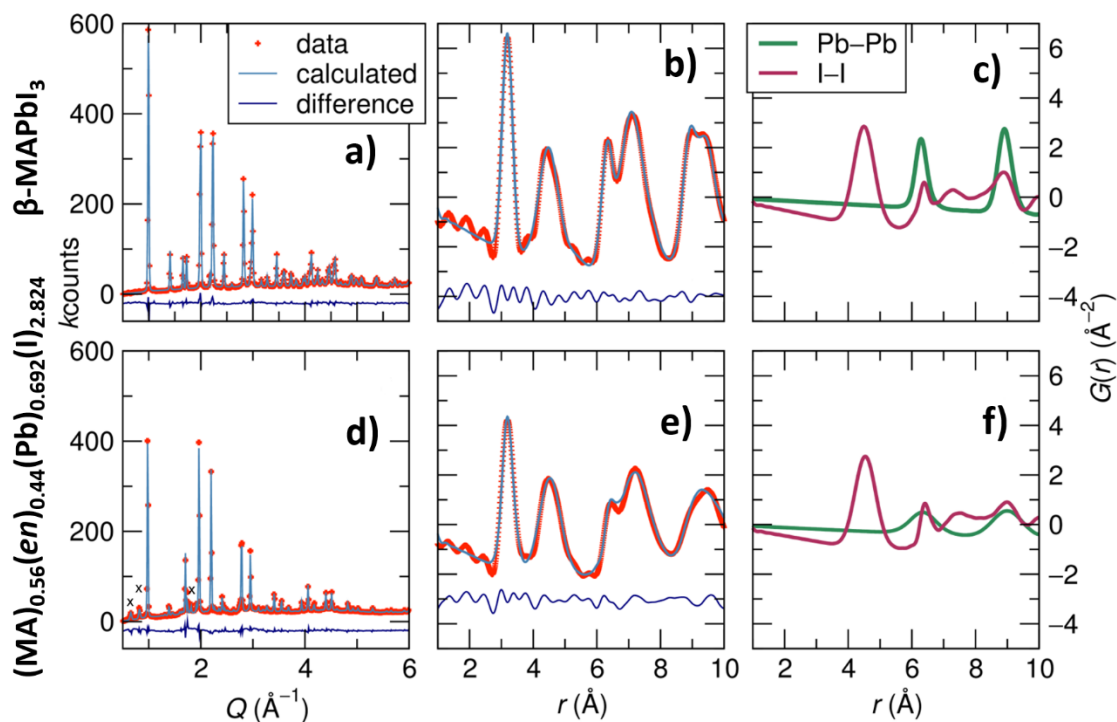 β-MAPbI3
(MA)0.56(en)0.44(Pb)0.692(I)2.824
kcounts
600
400
200
0
data
calculated
difference
a)
b)
Pb–Pb
I–I
c)
6
4
2
0
−2
−4
G(r) (Å−2)
600
400
200
0
x
x
x
d)
e)
f)
6
4
2
0
−2
−4
2
4
6
2
4
6
8
10
2
4
6
8
10
Q (Å−1)
r (Å)
r (Å)